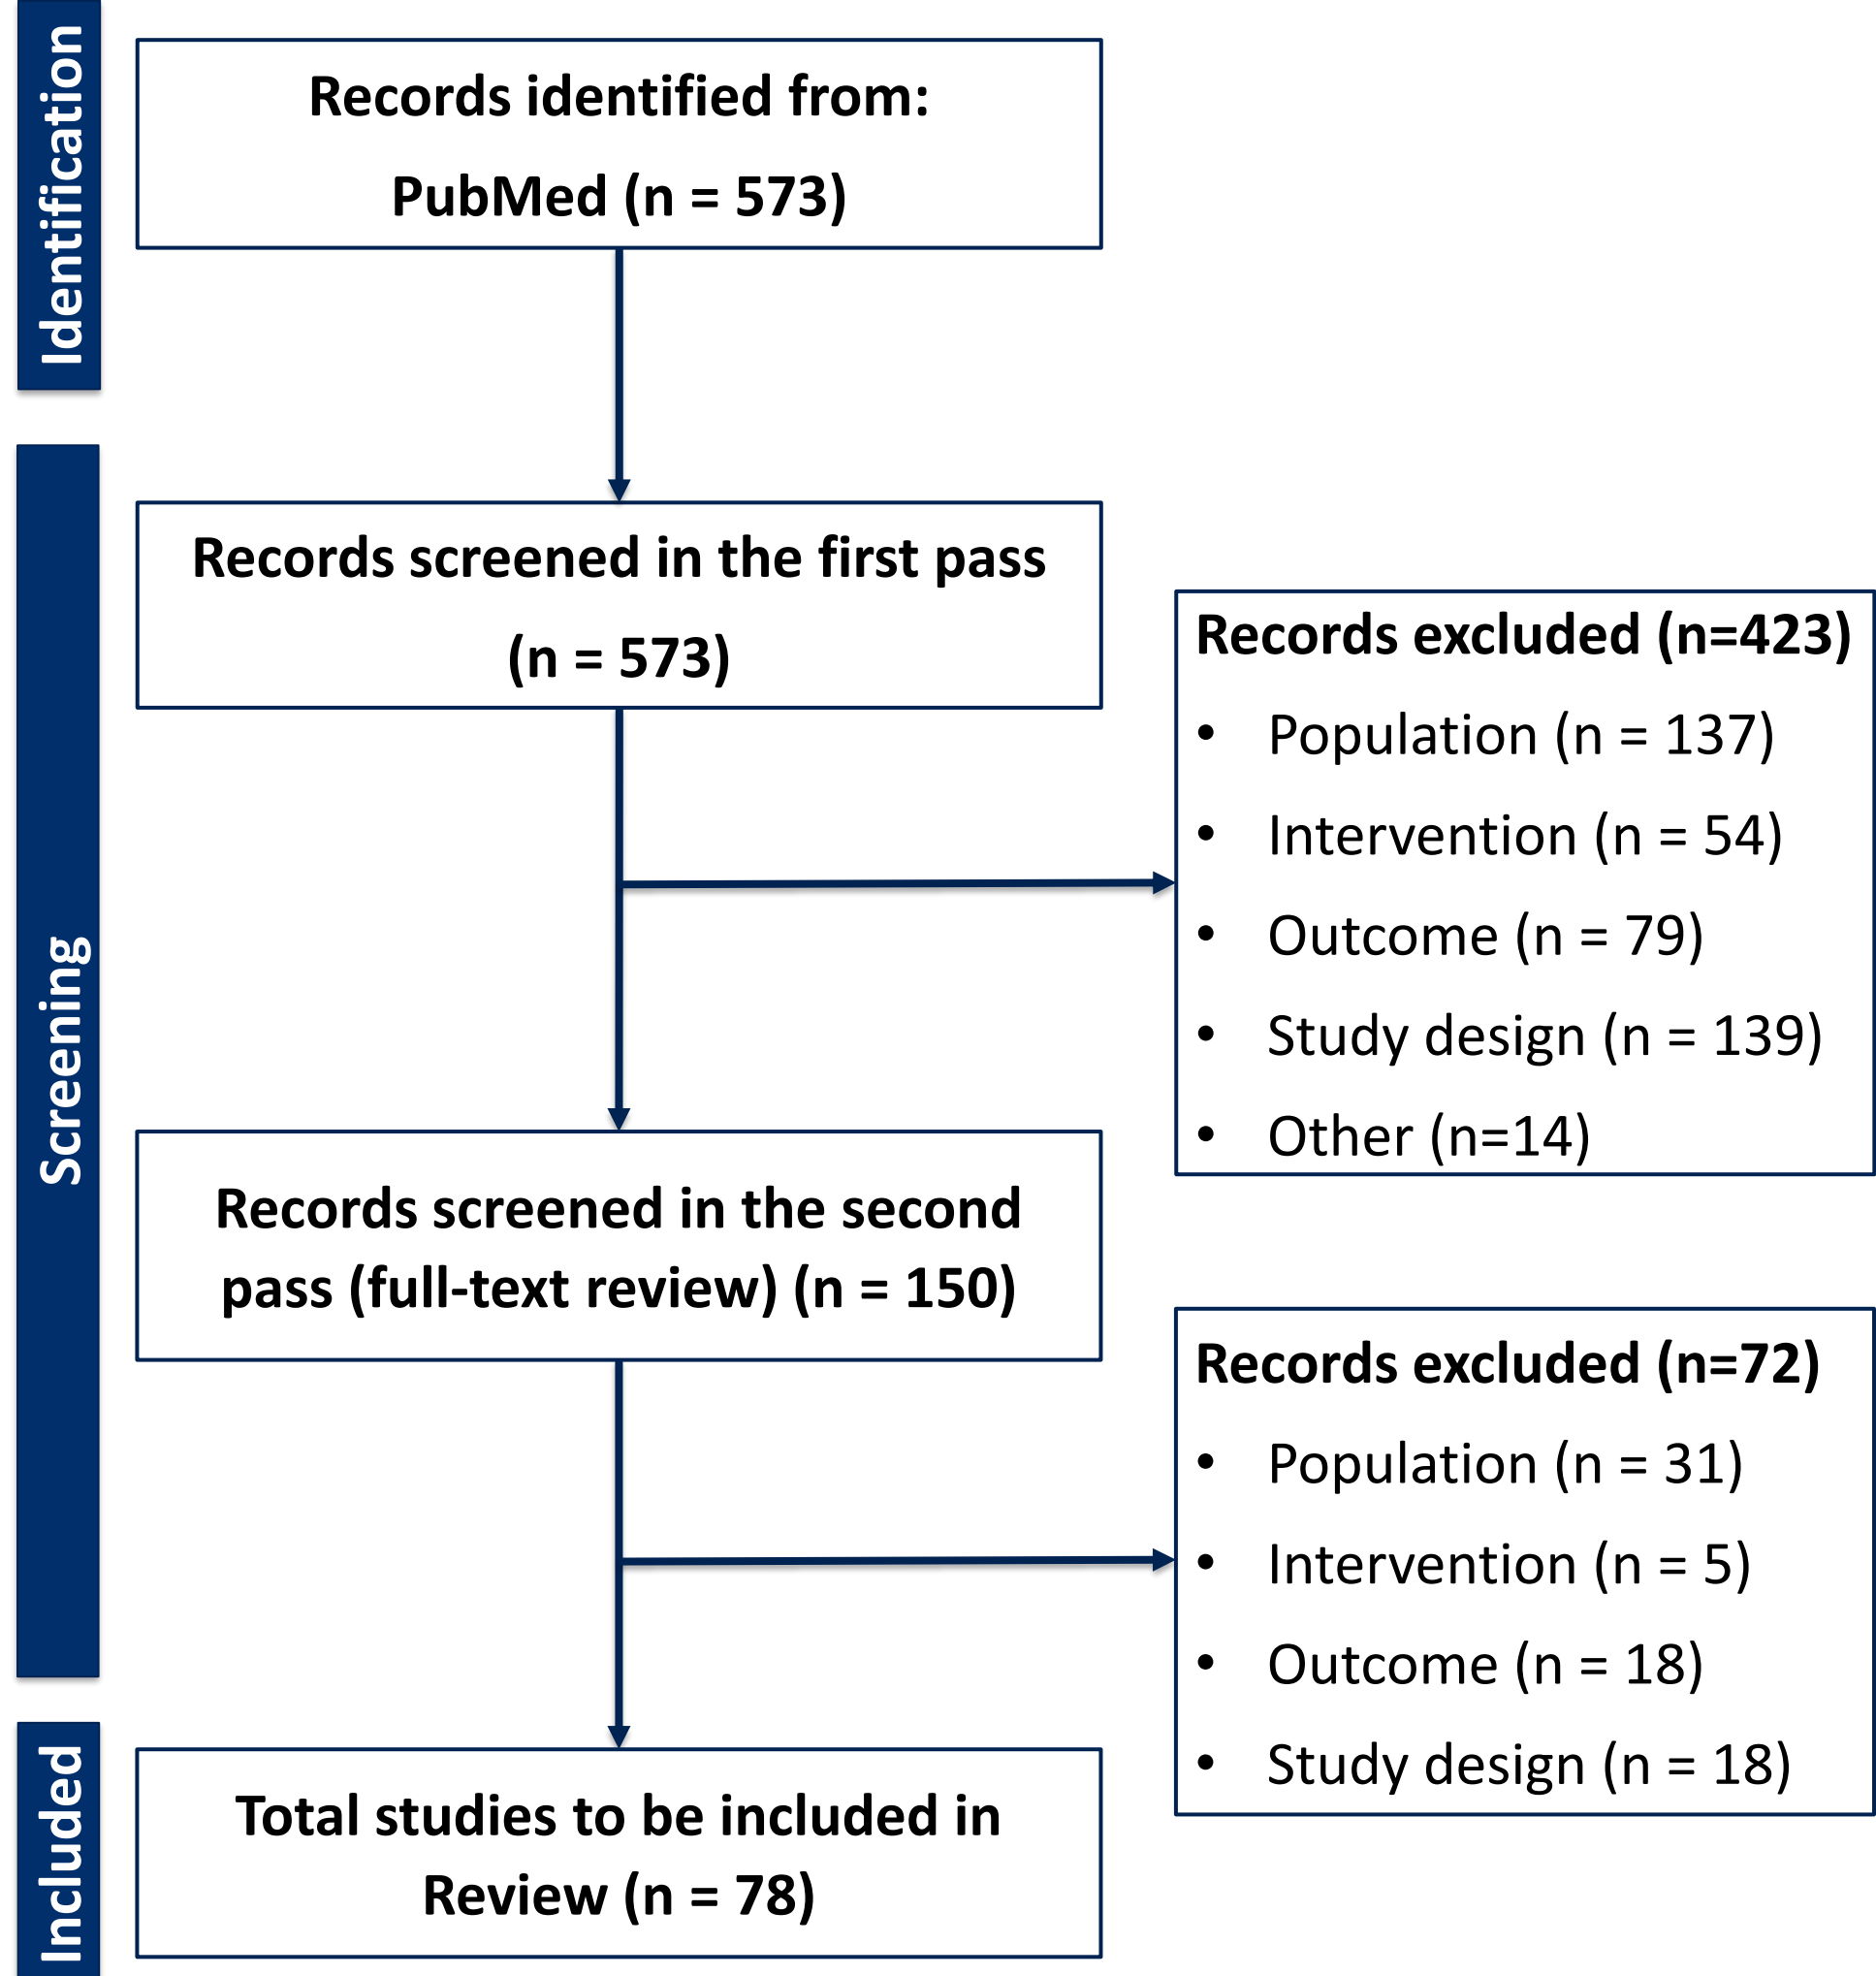 Identification
Records identified from:
PubMed (n = 573)
Screening
Records screened in the first pass
(n = 573)
Records excluded (n=423)
• Population (n = 137)
• Intervention (n = 54)
• Outcome (n = 79)
• Study design (n = 139)
• Other (n=14)
Records screened in the second
pass (full-text review) (n = 150)
Records excluded (n=72)
• Population (n = 31)
• Intervention (n = 5)
• Outcome (n = 18)
• Study design (n = 18)
Included
Total studies to be included in
Review (n = 78)